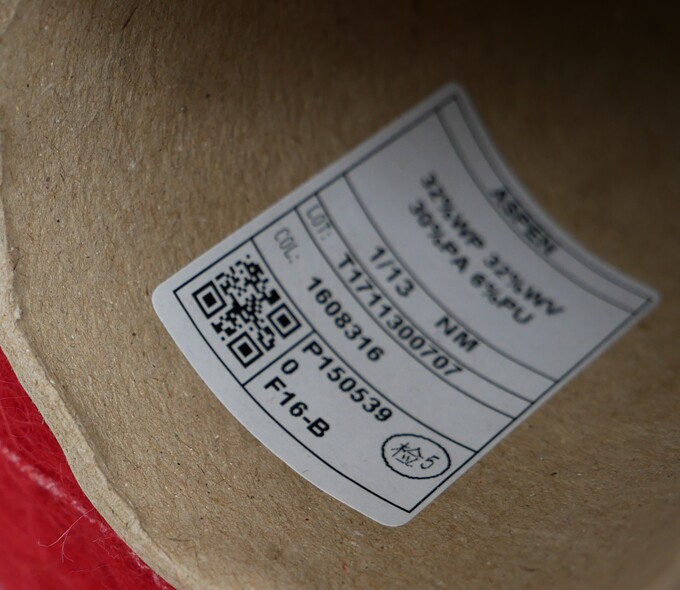 ASPEN
32%WP 32%WV
30%PA 6%PU
1/13 NM
LOT: T1711300707
COL: 1608316
P150539
0
F16-B
检5